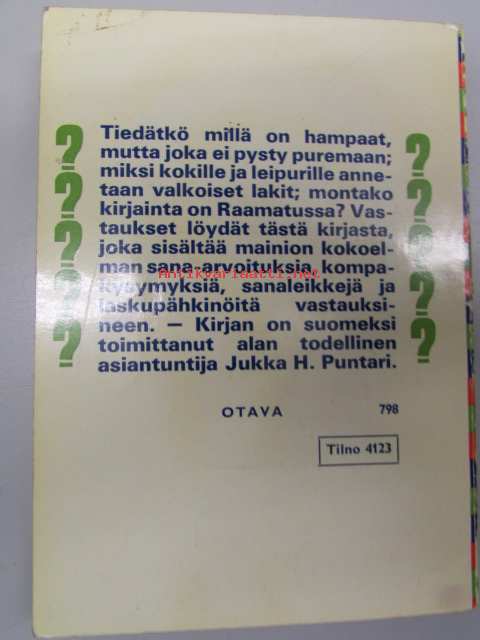 Tiedätkö millä on hampaat,
mutta joka ei pysty puremaan;
miksi kokille ja leipurille anne-
taan valkoiset lakit; montako
kirjainta on Raamatussa? Vas-
taukset löydät tästä kirjasta,
joka sisältää mainion kokoel-
man sana-arvoituksia, kompa-
Antikvariaatti.net
kysymyksiä, sanaleikkejä ja
laskupähkinöitä vastauksi-
neen. – Kirjan on suomeksi
toimittanut alan todellinen
asiantuntija Jukka H. Puntari.
? ? ? ? ?
? ? ? ? ?
OTAVA 798
Tilno 4123